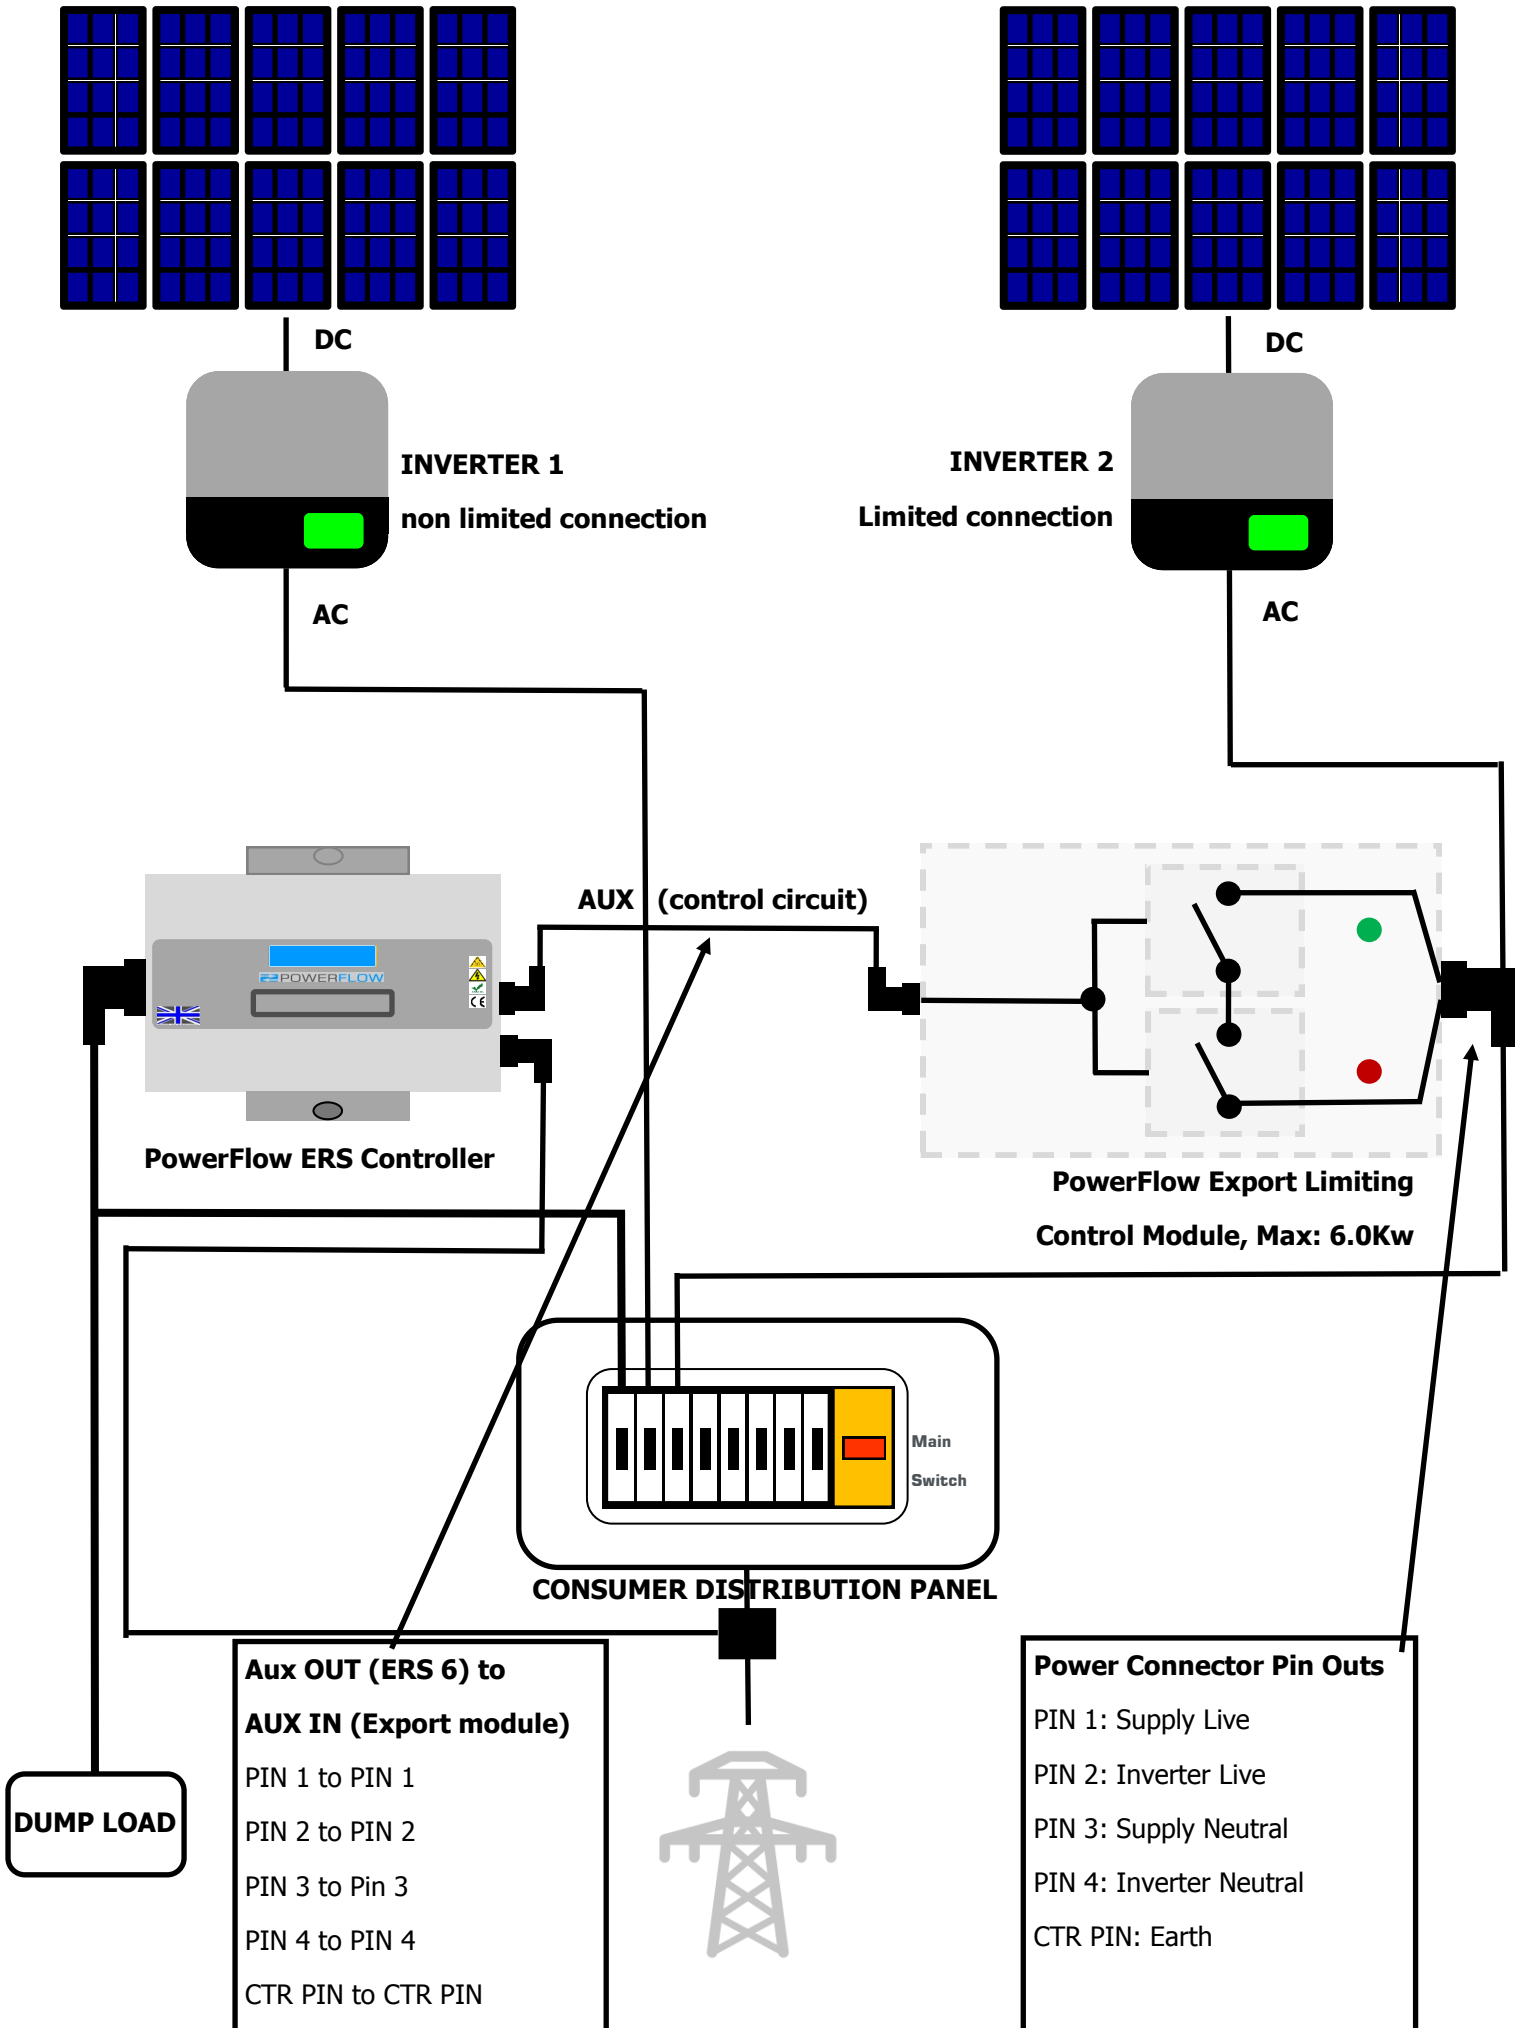 DC
DC
INVERTER 1
non limited connection
INVERTER 2
Limited connection
AC
AC
AUX (control circuit)
POWERFLOW
CE
PowerFlow ERS Controller
PowerFlow Export Limiting
Control Module, Max: 6.0Kw
Main
Switch
CONSUMER DISTRIBUTION PANEL
Aux OUT (ERS 6) to
AUX IN (Export module)
PIN 1 to PIN 1
PIN 2 to PIN 2
PIN 3 to Pin 3
PIN 4 to PIN 4
CTR PIN to CTR PIN
Power Connector Pin Outs
PIN 1: Supply Live
PIN 2: Inverter Live
PIN 3: Supply Neutral
PIN 4: Inverter Neutral
CTR PIN: Earth
DUMP LOAD